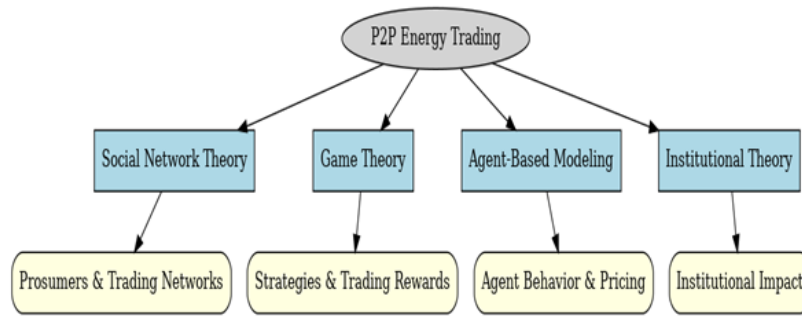 P2P Energy Trading
Social Network Theory
Game Theory
Agent-Based Modeling
Institutional Theory
Prosumers & Trading Networks
Strategies & Trading Rewards
Agent Behavior & Pricing
Institutional Impact